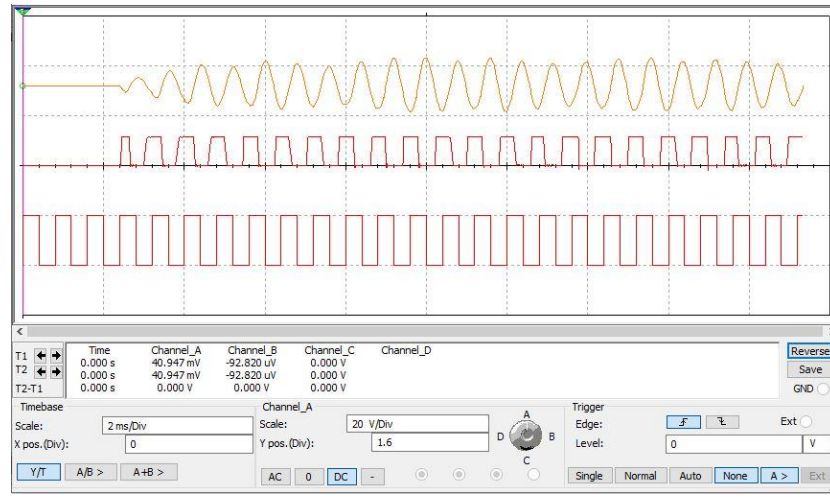 Time Channel_A Channel_B Channel_C Channel_D
T1 0.000 s 40.947 mV -92.820 uV 0.000 V
T2 0.000 s 40.947 mV -92.820 uV 0.000 V
T2-T1 0.000 s 0.000 V 0.000 V 0.000 V
Reverse
Save
GND
Timebase
Scale: 2 ms/Div
X pos.(Div): 0
Y/T A/B > A+B >
Channel_A
Scale: 20 V/Div
Y pos.(Div): 1.6
AC 0 DC -
A
D B
C
Trigger
Edge: Ext
Level: 0 V
Single Normal Auto None A > Ext